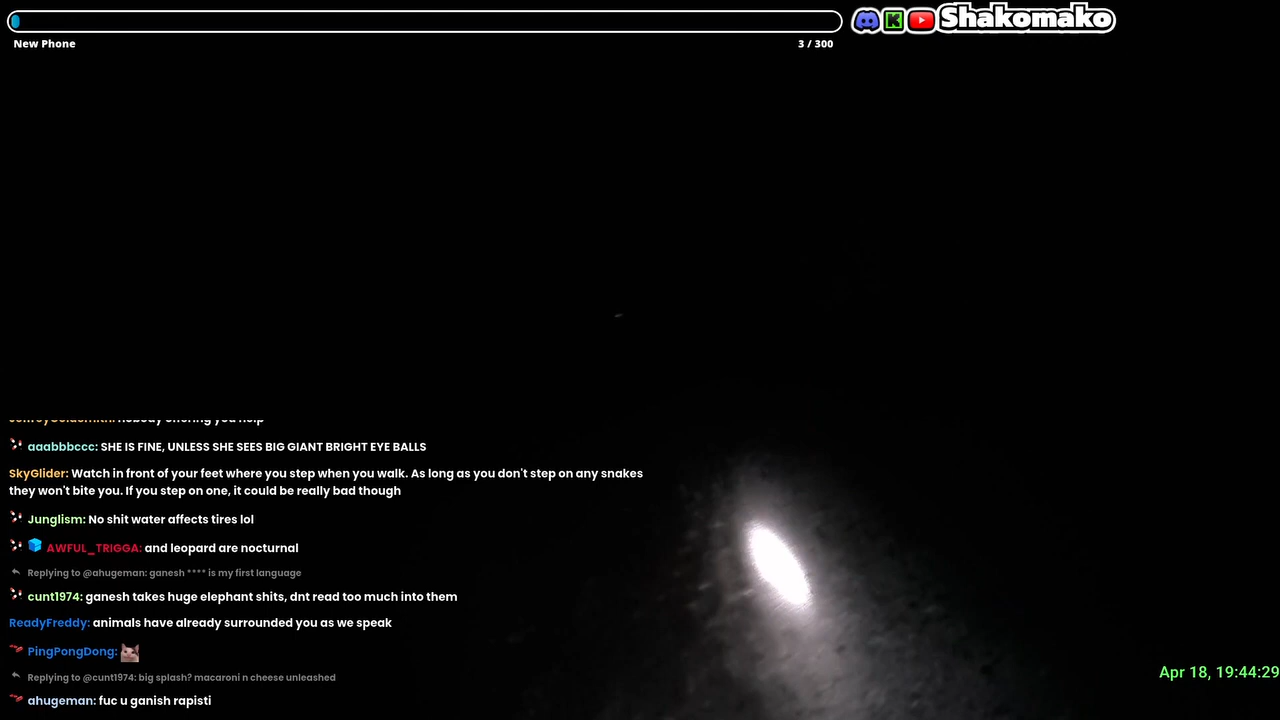 Shakomako
New Phone
3 / 300
JeffreyGoldsmith: nobody offering you help
aaabbbccc: SHE IS FINE, UNLESS SHE SEES BIG GIANT BRIGHT EYE BALLS
SkyGlider: Watch in front of your feet where you step when you walk. As long as you don't step on any snakes
they won't bite you. If you step on one, it could be really bad though
Junglism: No shit water affects tires lol
AWFUL_TRIGGA: and leopard are nocturnal
Replying to @ahugeman: ganesh **** is my first language
cunt1974: ganesh takes huge elephant shits, dnt read too much into them
ReadyFreddy: animals have already surrounded you as we speak
PingPongDong:
Replying to @cunt1974: big splash? macaroni n cheese unleashed
Apr 18, 19:44:29
ahugeman: fuc u ganish rapisti